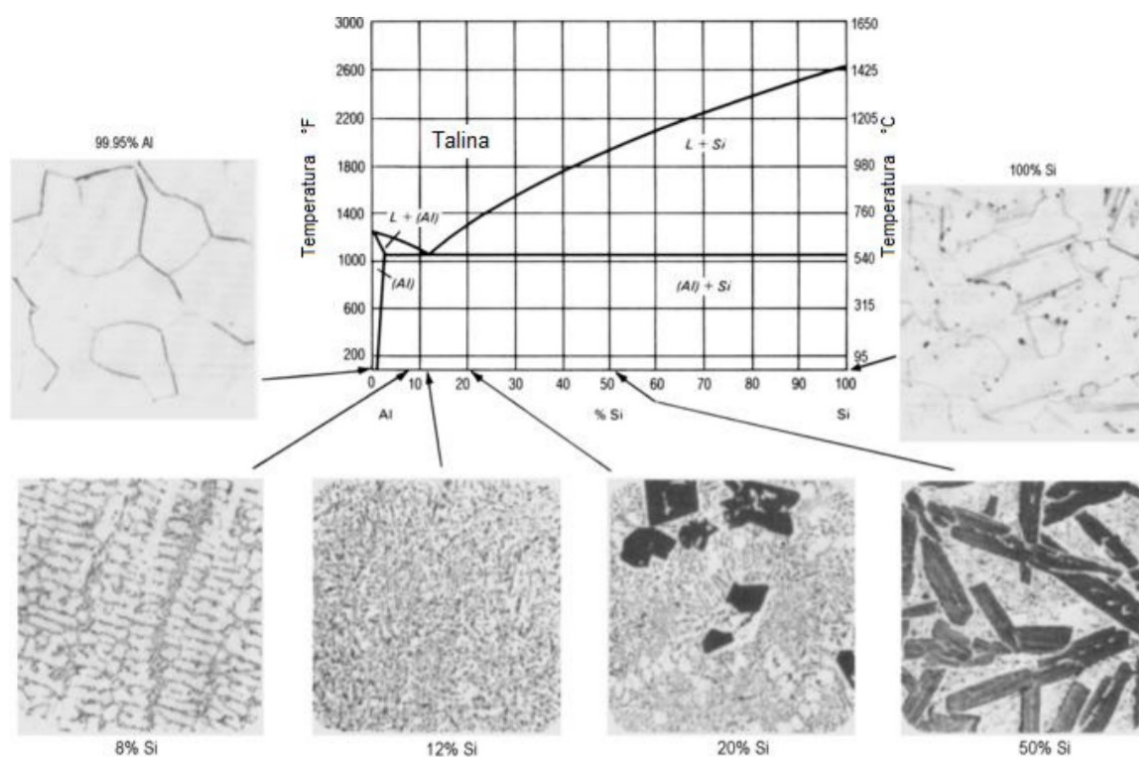 3000
2600
2200
1800
1400
1000
600
200
Temperatura °F
1650
1425
1205
980
760
540
315
95
Temperatura °C
Talina
L + Si
L + (Al)
(Al)
(Al) + Si
0 10 20 30 40 50 60 70 80 90 100
Al % Si Si
99.95% Al
100% Si
8% Si
12% Si
20% Si
50% Si